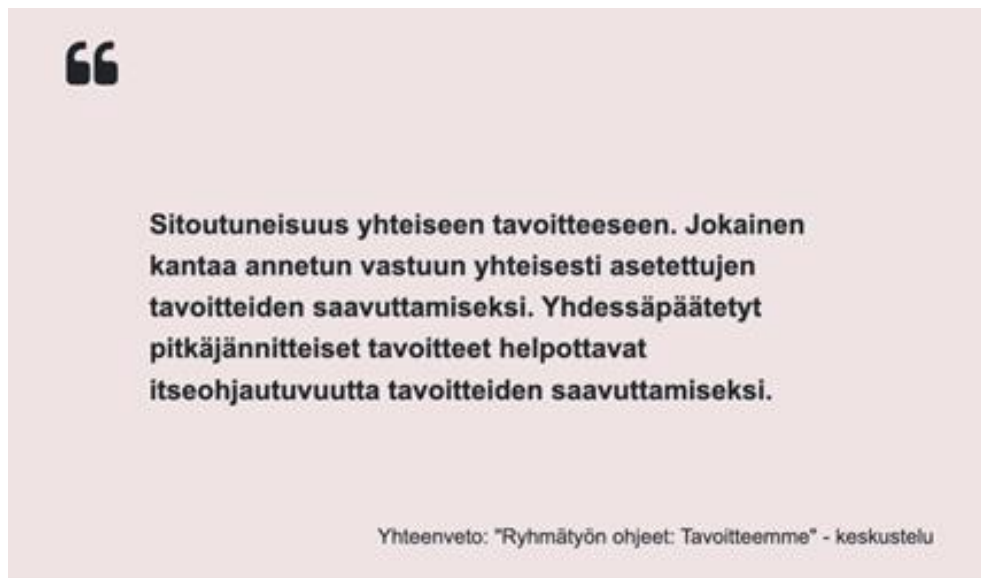 Sitoutuneisuus yhteiseen tavoitteeseen. Jokainen
kantaa annetun vastuun yhteisesti asetettujen
tavoitteiden saavuttamiseksi. Yhdessäpäätetyt
pitkäjännitteiset tavoitteet helpottavat
itseohjautuvuutta tavoitteiden saavuttamiseksi.
Yhteenveto: "Ryhmätyön ohjeet: Tavoitteemme" - keskustelu